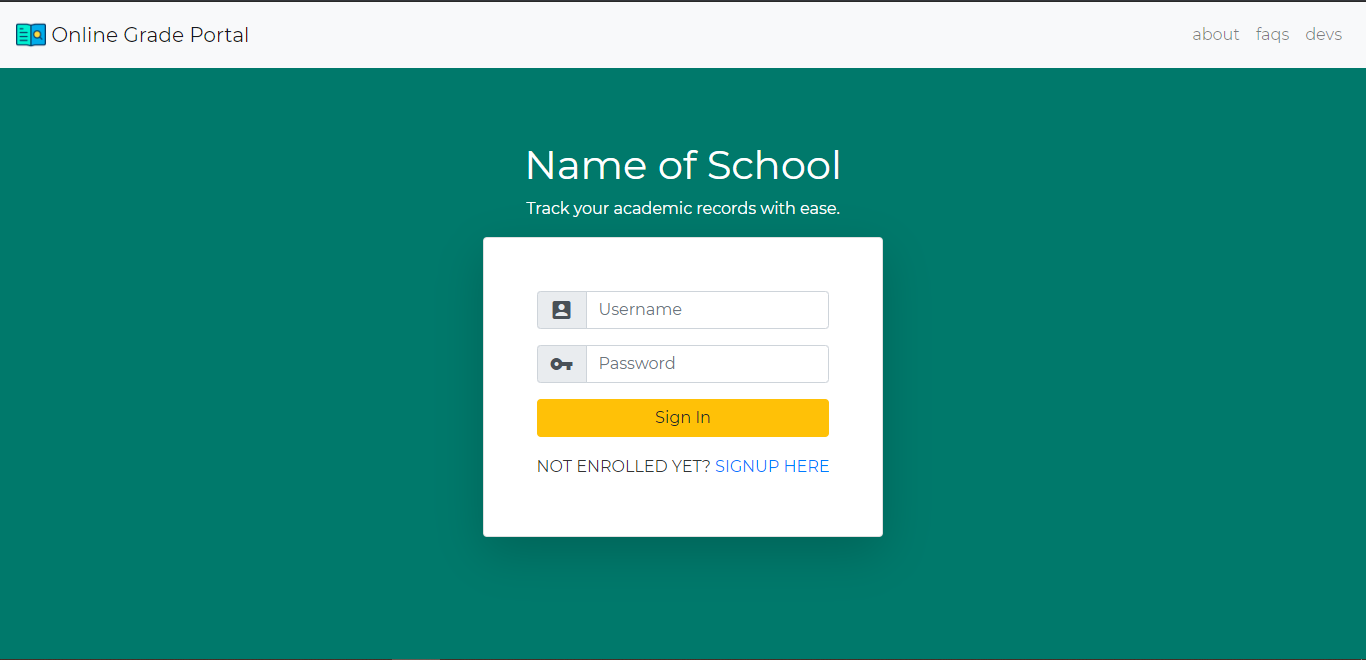 Online Grade Portal
about faqs devs
Name of School
Track your academic records with ease.
Username
Password
Sign In
NOT ENROLLED YET? SIGNUP HERE